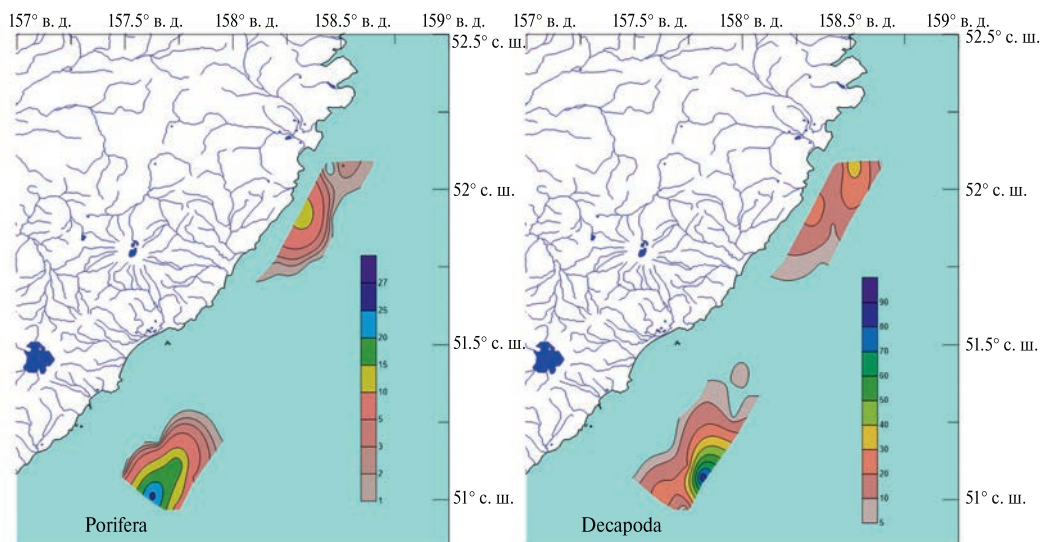 157° в. д. 157.5° в. д. 158° в. д. 158.5° в. д. 159° в. д. 157° в. д. 157.5° в. д. 158° в. д. 158.5° в. д. 159° в. д.
52.5° с. ш. 52.5° с. ш.
52° с. ш. 52° с. ш.
27
25 90
20 80
15 70
51.5° с. ш. 51.5° с. ш.
10 60
5 50
3 40
2 30
1 20
10
5
51° с. ш. 51° с. ш.
Porifera Decapoda